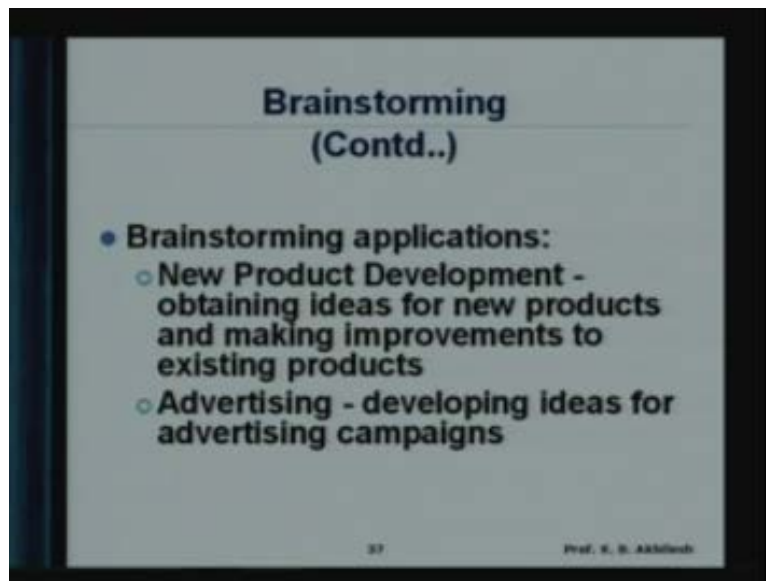 Brainstorming
(Contd..)
Brainstorming applications:
New Product Development -
obtaining ideas for new products
and making improvements to
existing products
Advertising - developing ideas for
advertising campaigns
37
Prof. K. B. Akhilesh